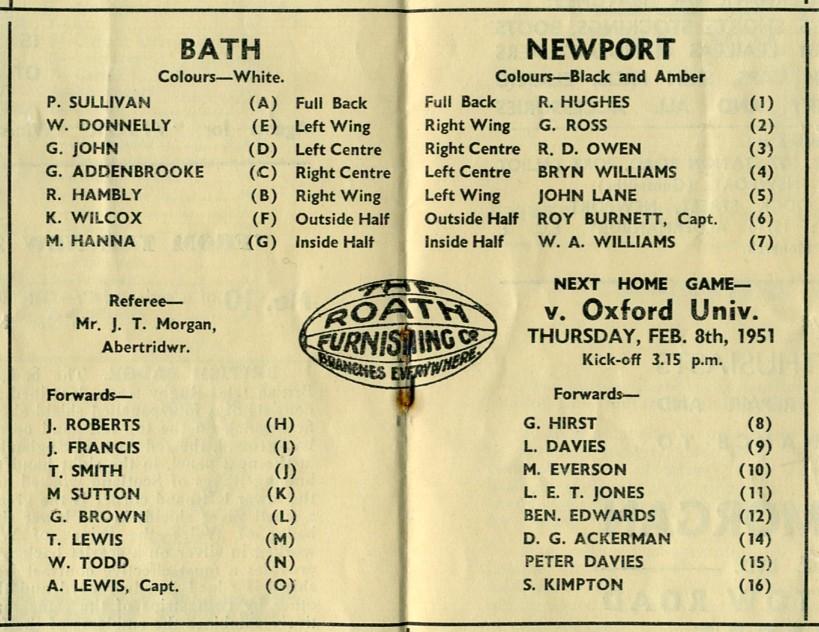 BATH
Colours—White.
P. SULLIVAN (A) Full Back
W. DONNELLY (E) Left Wing
G. JOHN (D) Left Centre
G. ADDENBROOKE (C) Right Centre
R. HAMBLY (B) Right Wing
K. WILCOX (F) Outside Half
M. HANNA (G) Inside Half
Referee—
Mr. J. T. Morgan,
Abertridwr.
Forwards—
J. ROBERTS (H)
J. FRANCIS (I)
T. SMITH (J)
M SUTTON (K)
G. BROWN (L)
T. LEWIS (M)
W. TODD (N)
A. LEWIS, Capt. (O)
THE
ROATH
FURNISHING Co
BRANCHES EVERYWHERE.
NEWPORT
Colours—Black and Amber
Full Back R. HUGHES (1)
Right Wing G. ROSS (2)
Right Centre R. D. OWEN (3)
Left Centre BRYN WILLIAMS (4)
Left Wing JOHN LANE (5)
Outside Half ROY BURNETT, Capt. (6)
Inside Half W. A. WILLIAMS (7)
NEXT HOME GAME—
v. Oxford Univ.
THURSDAY, FEB. 8th, 1951
Kick-off 3.15 p.m.
Forwards—
G. HIRST (8)
L. DAVIES (9)
M. EVERSON (10)
L. E. T. JONES (11)
BEN. EDWARDS (12)
D. G. ACKERMAN (14)
PETER DAVIES (15)
S. KIMPTON (16)